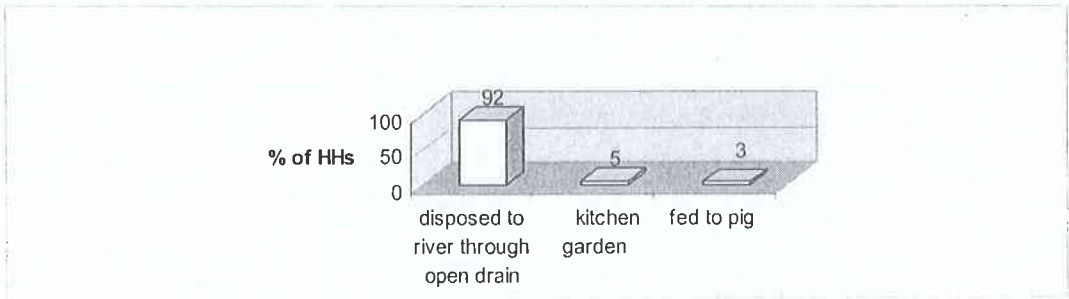 92
100
% of HHs
50
5
3
0
disposed to
river through
open drain
kitchen
garden
fed to pig